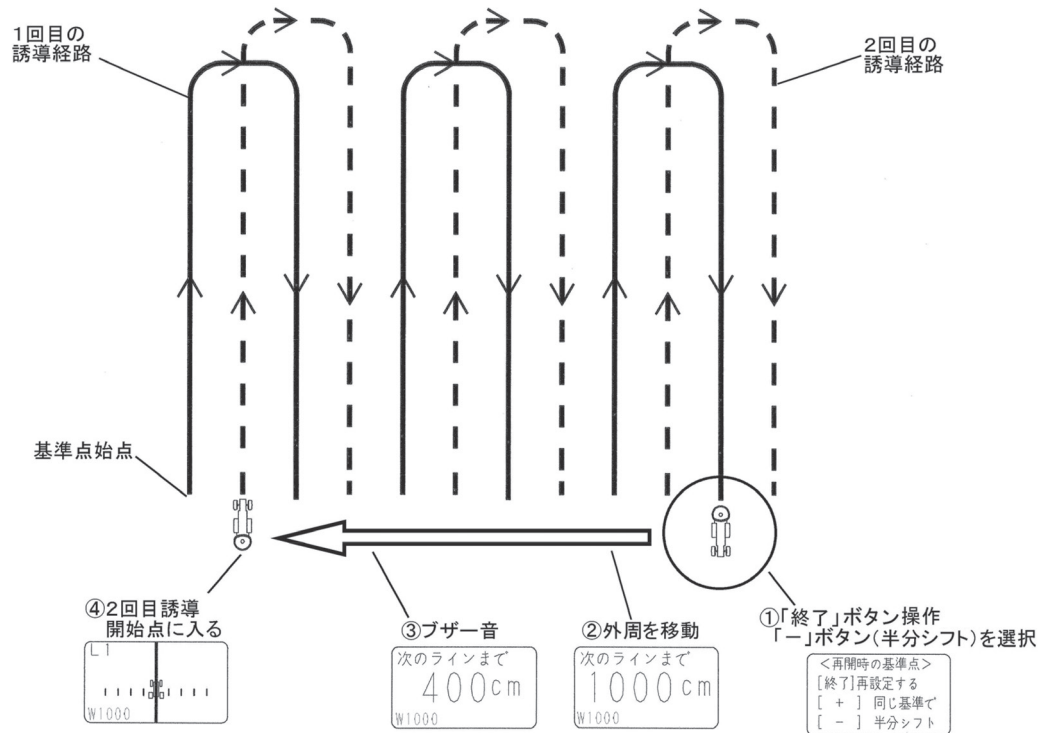 1回目の
誘導経路
2回目の
誘導経路
基準点始点
④2回目誘導
開始点に入る
L1
W1000
③ブザー音
次のラインまで
400cm
W1000
②外周を移動
次のラインまで
1000cm
W1000
①「終了」ボタン操作
「－」ボタン(半分シフト)を選択
＜再開時の基準点＞
[終了]再設定する
[ + ] 同じ基準で
[ － ] 半分シフト